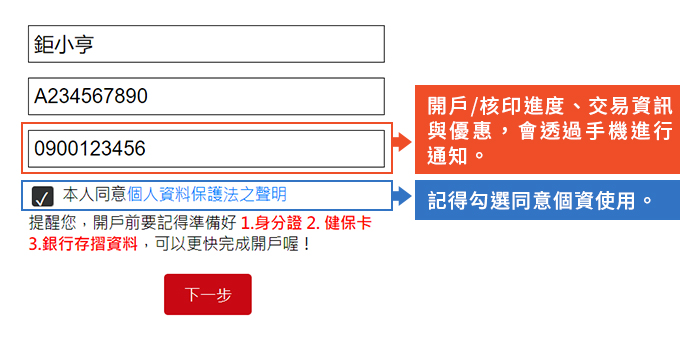 鉅小亨
A234567890
0900123456
開戶/核印進度、交易資訊
與優惠，會透過手機進行
通知。
本人同意個人資料保護法之聲明
記得勾選同意個資使用。
提醒您，開戶前要記得準備好 1.身分證 2. 健保卡
3.銀行存摺資料，可以更快完成開戶喔！
下一步